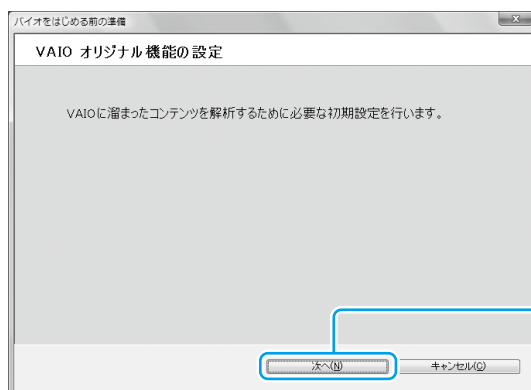 バイオをはじめる前の準備
VAIO オリジナル機能の設定
VAIOに溜まったコンテンツを解析するために必要な初期設定を行います。
次へ(N)
キャンセル(C)